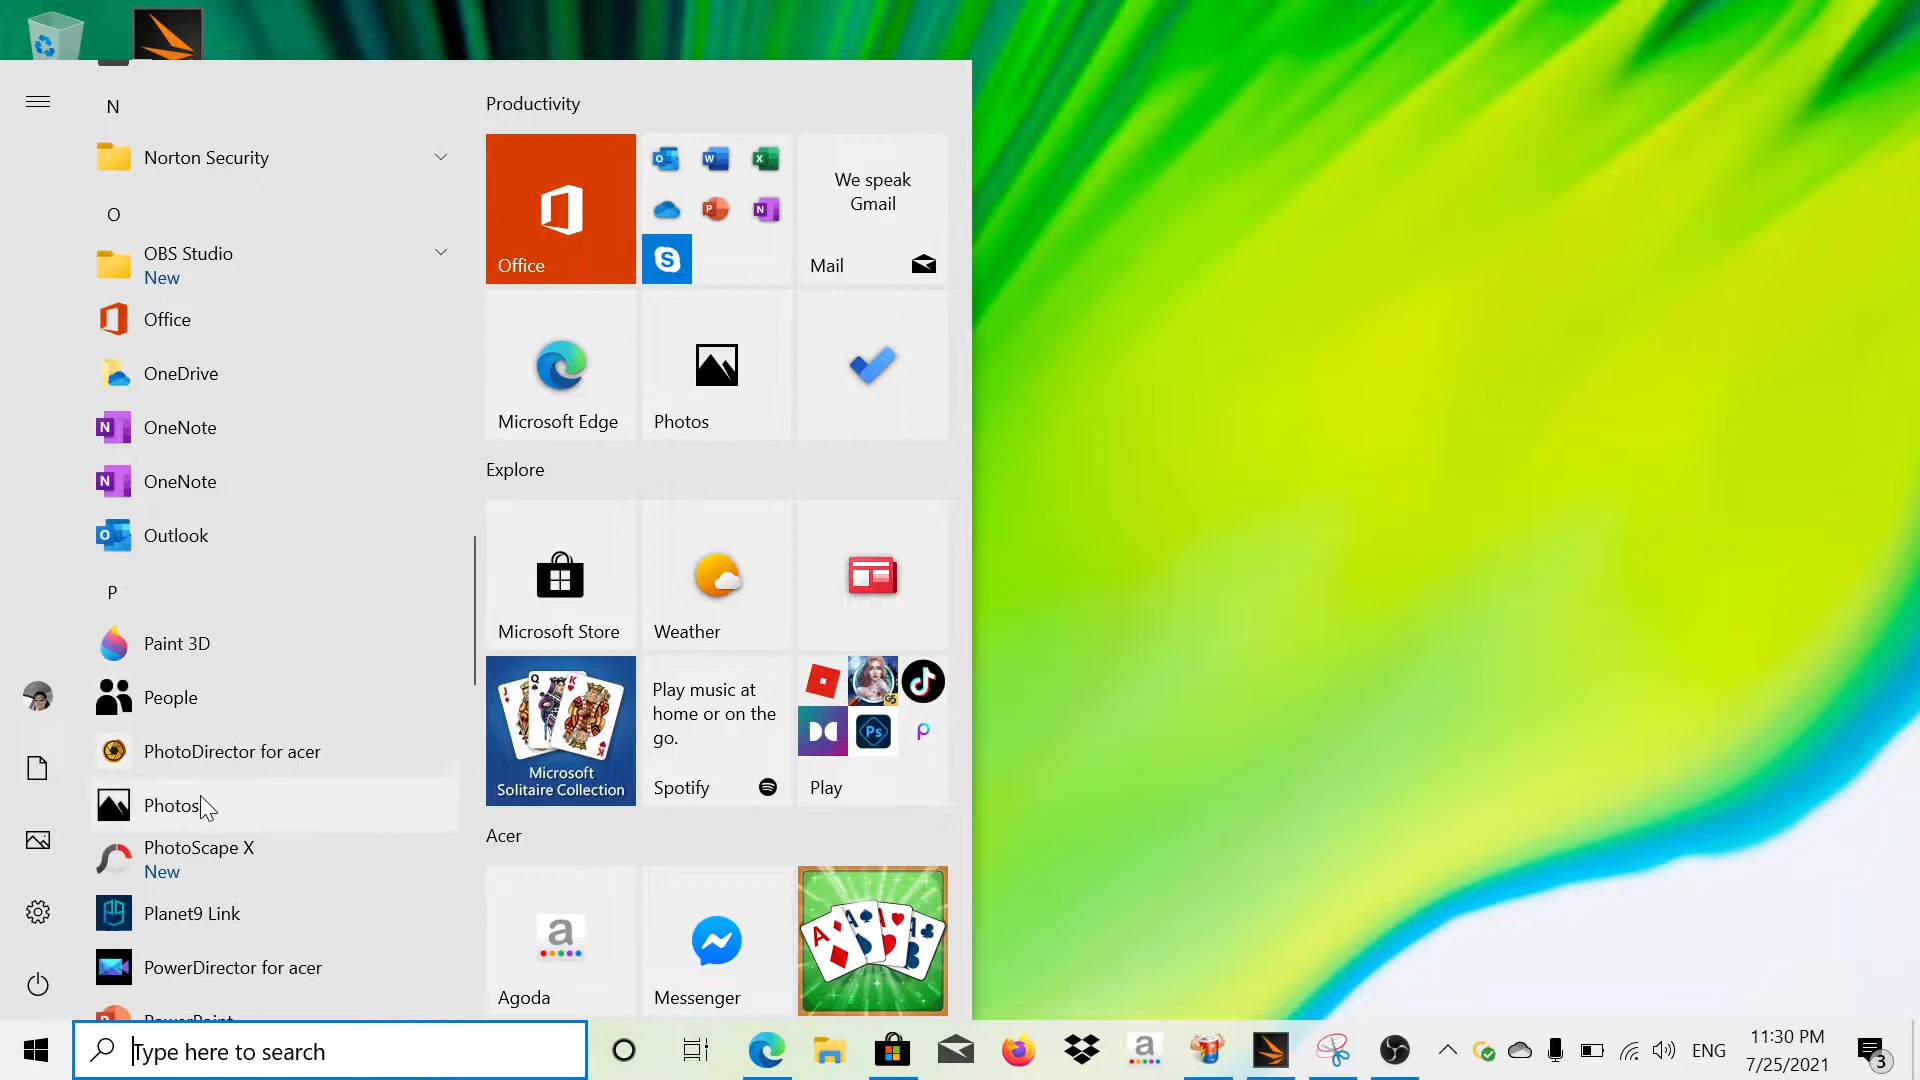 N
Norton Security
O
OBS Studio
New
Office
OneDrive
OneNote
OneNote
Outlook
P
Paint 3D
People
PhotoDirector for acer
Photos
PhotoScape X
New
Planet9 Link
PowerDirector for acer
PowerPoint
Productivity
Office
We speak
Gmail
Mail
Microsoft Edge
Photos
Explore
Microsoft Store
Weather
Microsoft
Solitaire Collection
Play music at
home or on the
go.
Spotify
Play
Acer
Agoda
Messenger
Type here to search
ENG
11:30 PM
7/25/2021
3